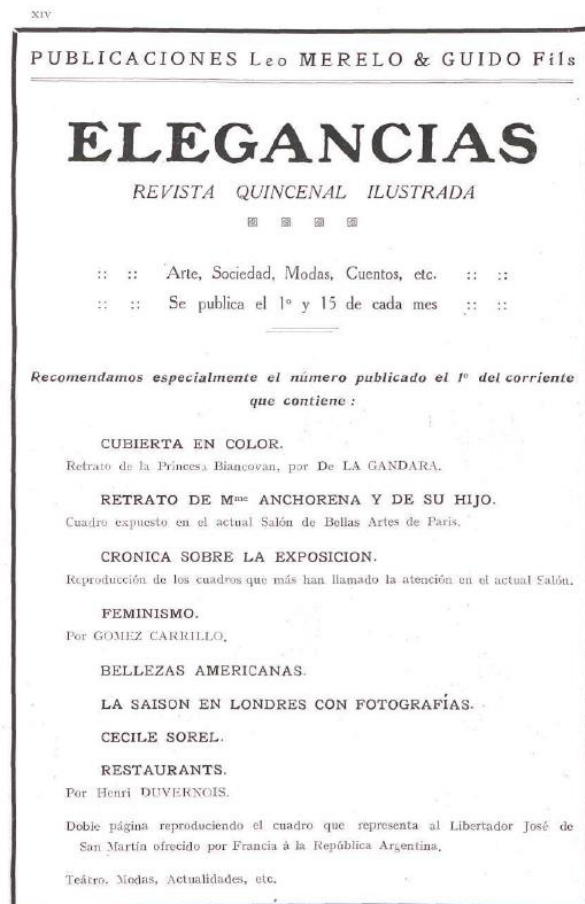 XIV
PUBLICACIONES Leo MERELO & GUIDO Fils
ELEGANCIAS
REVISTA QUINCENAL ILUSTRADA
:: :: Arte, Sociedad, Modas, Cuentos, etc. :: ::
:: :: Se publica el 1º y 15 de cada mes :: ::
Recomendamos especialmente el número publicado el 1º del corriente
que contiene :
CUBIERTA EN COLOR.
Retrato de la Princesa Biancovan, por De LA GANDARA.
RETRATO DE Mme ANCHORENA Y DE SU HIJO.
Cuadro expuesto en el actual Salón de Bellas Artes de Paris.
CRONICA SOBRE LA EXPOSICION.
Reproducción de los cuadros que más han llamado la atención en el actual Salón.
FEMINISMO.
Por GOMEZ CARRILLO.
BELLEZAS AMERICANAS.
LA SAISON EN LONDRES CON FOTOGRAFÍAS.
CECILE SOREL.
RESTAURANTS.
Por Henri DUVERNOIS.
Doble página reproduciendo el cuadro que representa al Libertador José de
San Martín ofrecido por Francia á la República Argentina.
Teátro. Modas, Actualidades, etc.